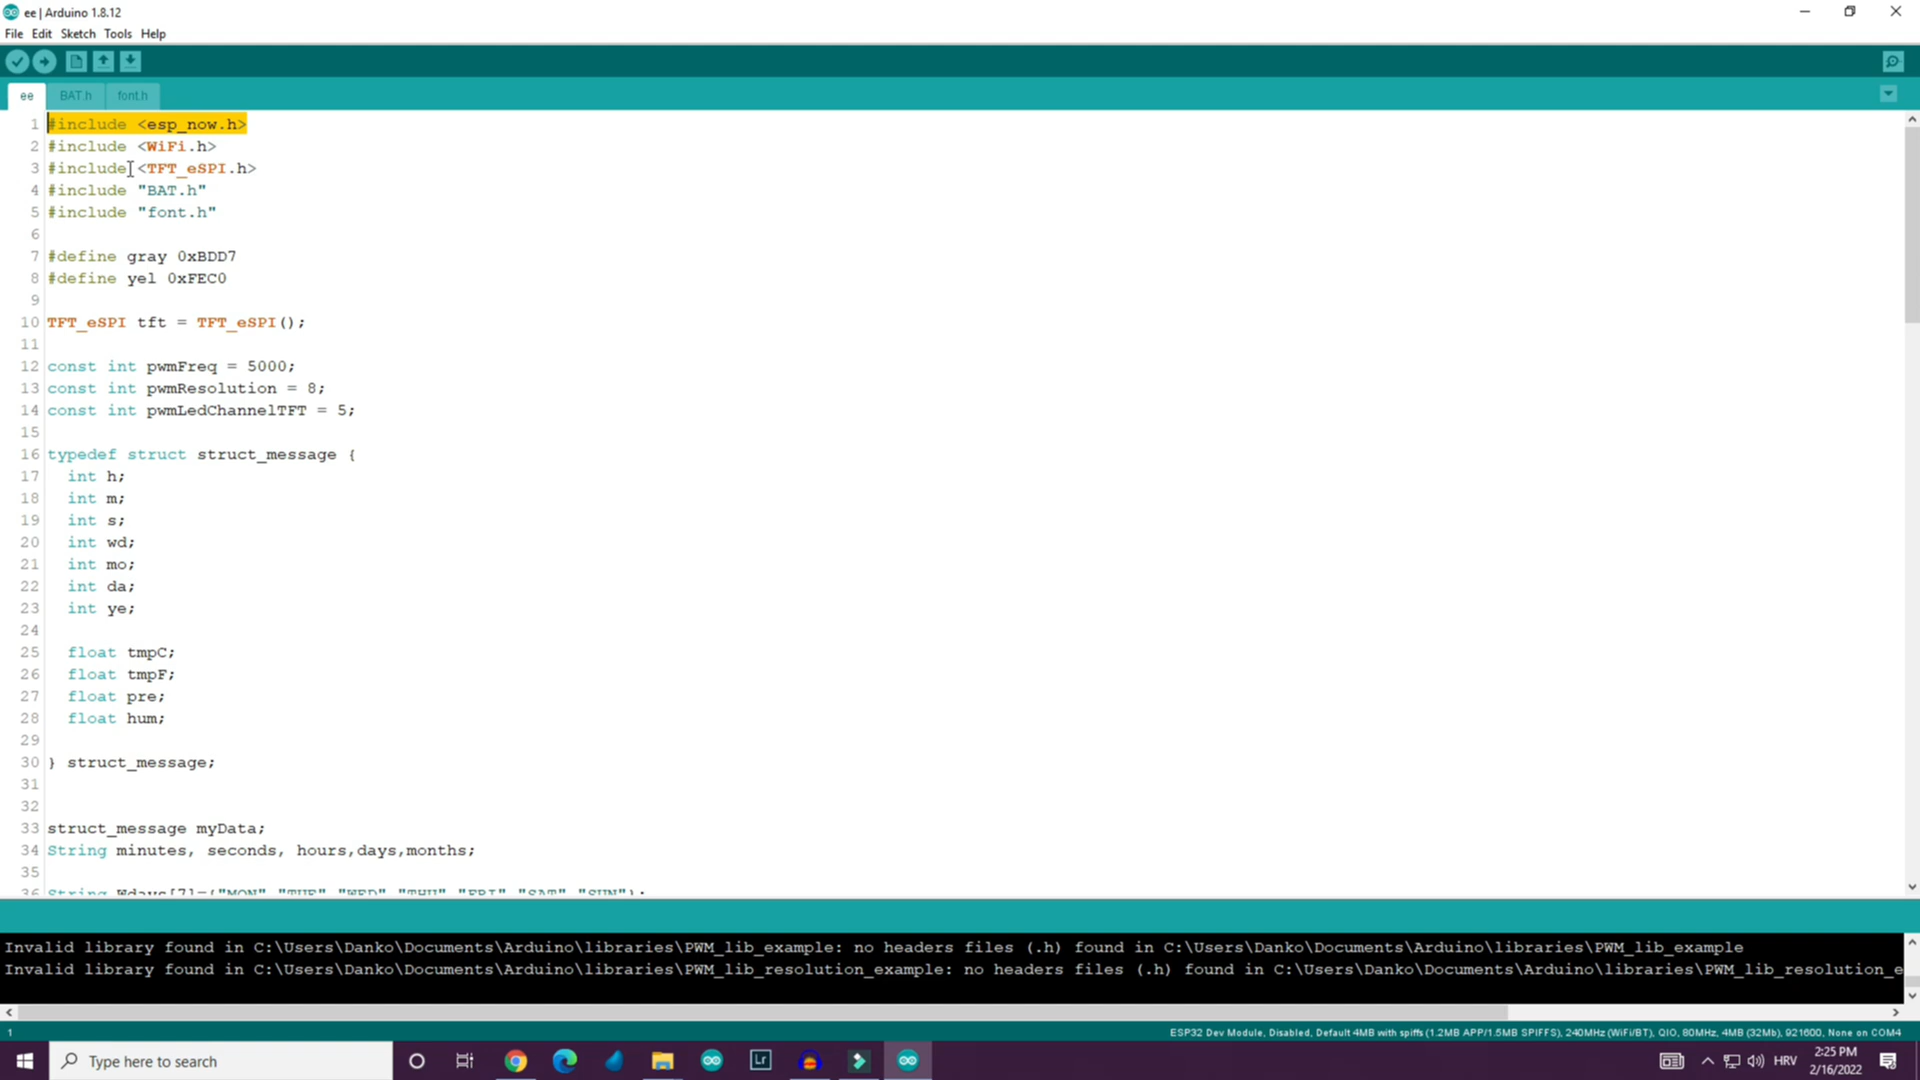 ee | Arduino 1.8.12
File Edit Sketch Tools Help
ee BAT.h font.h
1 #include <esp_now.h>
2 #include <WiFi.h>
3 #include <TFT_eSPI.h>
4 #include "BAT.h"
5 #include "font.h"
6
7 #define gray 0xBDD7
8 #define yel 0xFEC0
9
10 TFT_eSPI tft = TFT_eSPI();
11
12 const int pwmFreq = 5000;
13 const int pwmResolution = 8;
14 const int pwmLedChannelTFT = 5;
15
16 typedef struct struct_message {
17 int h;
18 int m;
19 int s;
20 int wd;
21 int mo;
22 int da;
23 int ye;
24
25 float tmpC;
26 float tmpF;
27 float pre;
28 float hum;
29
30 } struct_message;
31
32
33 struct_message myData;
34 String minutes, seconds, hours,days,months;
35
36 String Wdays[7]={"MON","TUE","WED","THU","FRI","SAT","SUN"};
Invalid library found in C:\Users\Danko\Documents\Arduino\libraries\PWM_lib_example: no headers files (.h) found in C:\Users\Danko\Documents\Arduino\libraries\PWM_lib_example
Invalid library found in C:\Users\Danko\Documents\Arduino\libraries\PWM_lib_resolution_example: no headers files (.h) found in C:\Users\Danko\Documents\Arduino\libraries\PWM_lib_resolution_e
1 ESP32 Dev Module, Disabled, Default 4MB with spiffs (1.2MB APP/1.5MB SPIFFS), 240MHz (WiFi/BT), QIO, 80MHz, 4MB (32Mb), 921600, None on COM4
Type here to search Lr HRV 2:25 PM
2/16/2022